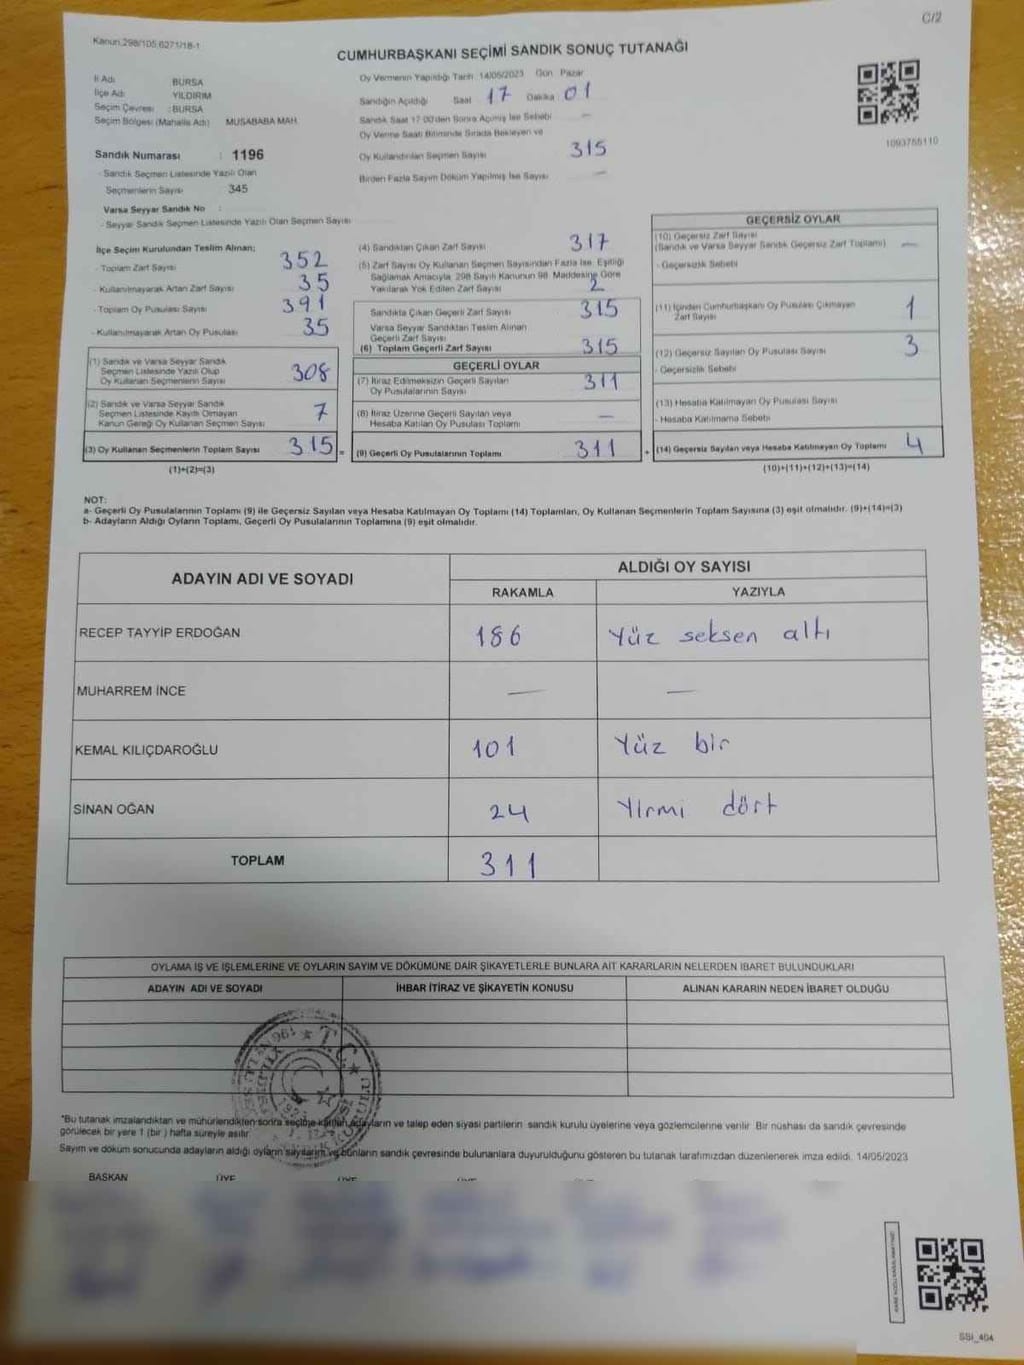 C/2
Kanun.298/105,6271/18-1
CUMHURBAŞKANI SEÇİMİ SANDIK SONUÇ TUTANAĞI
İl Adı BURSA
İlçe Adı YILDIRIM
Seçim Çevresi : BURSA
Seçim Bölgesi (Mahalle Adı) MUSABABA MAH.
Sandık Numarası : 1196
- Sandık Seçmen Listesinde Yazılı Olan
Seçmenlerin Sayısı 345
Varsa Seyyar Sandık No :
- Seyyar Sandık Seçmen Listesinde Yazılı Olan Seçmen Sayısı
Oy Vermenin Yapıldığı Tarih 14/05/2023 Gün Pazar
Sandığın Açıldığı Saat 17 Dakika 01
Sandık Saat 17:00'den Sonra Açılmış İse Sebebi —
Oy Verme Saati Bitiminde Sırada Bekleyen ve
Oy Kullandırılan Seçmen Sayısı 315
Birden Fazla Sayım Döküm Yapılmış İse Sayısı —
1093755110
İlçe Seçim Kurulundan Teslim Alınan;
- Toplam Zarf Sayısı 352
- Kullanılmayarak Artan Zarf Sayısı 35
- Toplam Oy Pusulası Sayısı 391
- Kullanılmayarak Artan Oy Pusulası 35
(1) Sandık ve Varsa Seyyar Sandık
Seçmen Listesinde Yazılı Olup
Oy Kullanan Seçmenlerin Sayısı 308
(2) Sandık ve Varsa Seyyar Sandık
Seçmen Listesinde Kayıtlı Olmayan
Kanun Gereği Oy Kullanan Seçmen Sayısı 7
(3) Oy Kullanan Seçmenlerin Toplam Sayısı 315 =
(1)+(2)=(3)
(4) Sandıktan Çıkan Zarf Sayısı 317
(5) Zarf Sayısı Oy Kullanan Seçmen Sayısından Fazla İse, Eşitliği
Sağlamak Amacıyla, 298 Sayılı Kanunun 98. Maddesine Göre
Yakılarak Yok Edilen Zarf Sayısı 2
Sandıkta Çıkan Geçerli Zarf Sayısı 315
Varsa Seyyar Sandıktan Teslim Alınan
Geçerli Zarf Sayısı
(6) Toplam Geçerli Zarf Sayısı 315
GEÇERLİ OYLAR
(7) İtiraz Edilmeksizin Geçerli Sayılan
Oy Pusulalarının Sayısı 311
(8) İtiraz Üzerine Geçerli Sayılan veya
Hesaba Katılan Oy Pusulası Toplamı —
(9) Geçerli Oy Pusulalarının Toplamı 311 +
GEÇERSİZ OYLAR
(10) Geçersiz Zarf Sayısı
(Sandık ve Varsa Seyyar Sandık Geçersiz Zarf Toplamı) —
- Geçersizlik Sebebi
(11) İçinden Cumhurbaşkanı Oy Pusulası Çıkmayan
Zarf Sayısı 1
(12) Geçersiz Sayılan Oy Pusulası Sayısı 3
- Geçersizlik Sebebi
(13) Hesaba Katılmayan Oy Pusulası Sayısı
- Hesaba Katılmama Sebebi
(14) Geçersiz Sayılan veya Hesaba Katılmayan Oy Toplamı 4
(10)+(11)+(12)+(13)=(14)
NOT:
a- Geçerli Oy Pusulalarının Toplamı (9) ile Geçersiz Sayılan veya Hesaba Katılmayan Oy Toplamı (14) Toplamları, Oy Kullanan Seçmenlerin Toplam Sayısına (3) eşit olmalıdır. (9)+(14)=(3)
b- Adayların Aldığı Oyların Toplamı, Geçerli Oy Pusulalarının Toplamına (9) eşit olmalıdır.
ADAYIN ADI VE SOYADI ALDIĞI OY SAYISI
RAKAMLA YAZIYLA
RECEP TAYYİP ERDOĞAN 186 Yüz seksen altı
MUHARREM İNCE — —
KEMAL KILIÇDAROĞLU 101 Yüz bir
SİNAN OĞAN 24 Yirmi dört
TOPLAM 311
OYLAMA İŞ VE İŞLEMLERİNE VE OYLARIN SAYIM VE DÖKÜMÜNE DAİR ŞİKAYETLERLE BUNLARA AİT KARARLARIN NELERDEN İBARET BULUNDUKLARI
ADAYIN ADI VE SOYADI İHBAR İTİRAZ VE ŞİKAYETİN KONUSU ALINAN KARARIN NEDEN İBARET OLDUĞU
T.C.
*Bu tutanak imzalandıktan ve mühürlendikten sonra seçime katılan adayların ve talep eden siyasi partilerin sandık kurulu üyelerine veya gözlemcilerine verilir. Bir nüshası da sandık çevresinde
görülecek bir yere 1 (bir ) hafta süreyle asılır.
Sayım ve döküm sonucunda adayların aldığı oyların sayılarını ve bunların sandık çevresinde bulunanlara duyurulduğunu gösteren bu tutanak tarafımızdan düzenlenerek imza edildi. 14/05/2023
BAŞKAN ÜYE ÜYE ÜYE
SSI_404